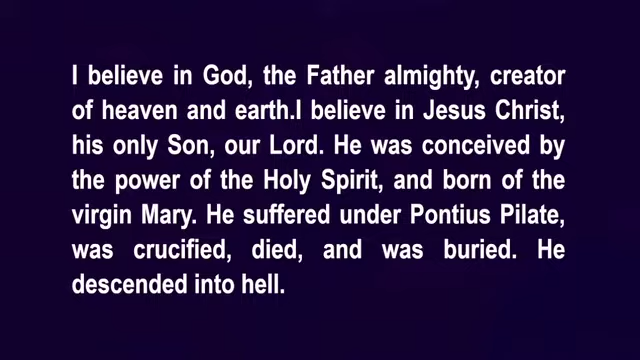 I believe in God, the Father almighty, creator
of heaven and earth.I believe in Jesus Christ,
his only Son, our Lord. He was conceived by
the power of the Holy Spirit, and born of the
virgin Mary. He suffered under Pontius Pilate,
was crucified, died, and was buried. He
descended into hell.